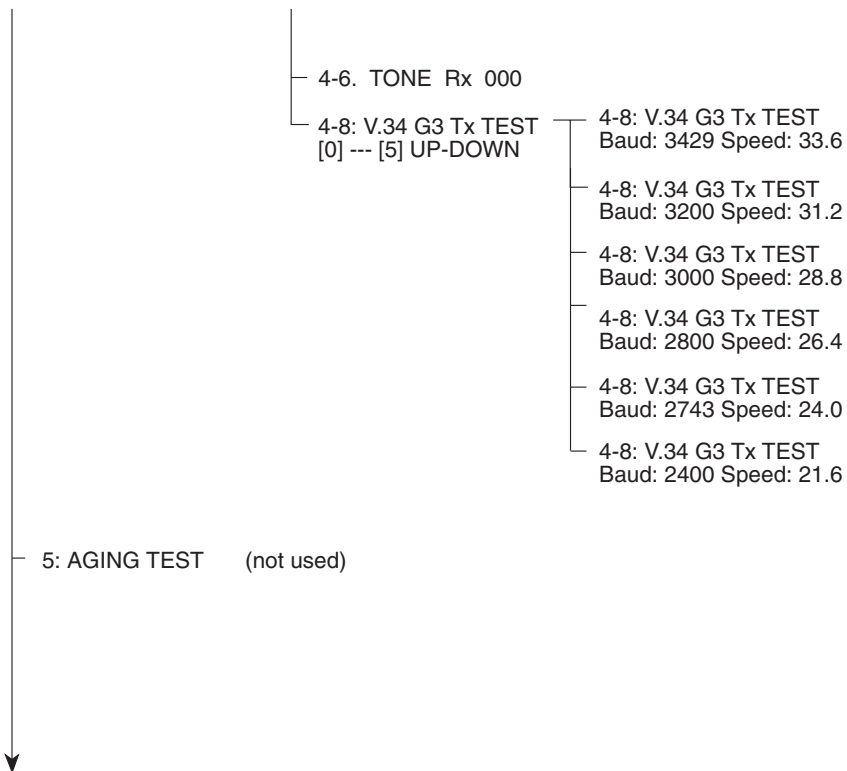 4-6. TONE Rx 000
4-8: V.34 G3 Tx TEST
[0] --- [5] UP-DOWN
4-8: V.34 G3 Tx TEST
Baud: 3429 Speed: 33.6
4-8: V.34 G3 Tx TEST
Baud: 3200 Speed: 31.2
4-8: V.34 G3 Tx TEST
Baud: 3000 Speed: 28.8
4-8: V.34 G3 Tx TEST
Baud: 2800 Speed: 26.4
4-8: V.34 G3 Tx TEST
Baud: 2743 Speed: 24.0
4-8: V.34 G3 Tx TEST
Baud: 2400 Speed: 21.6
5: AGING TEST (not used)